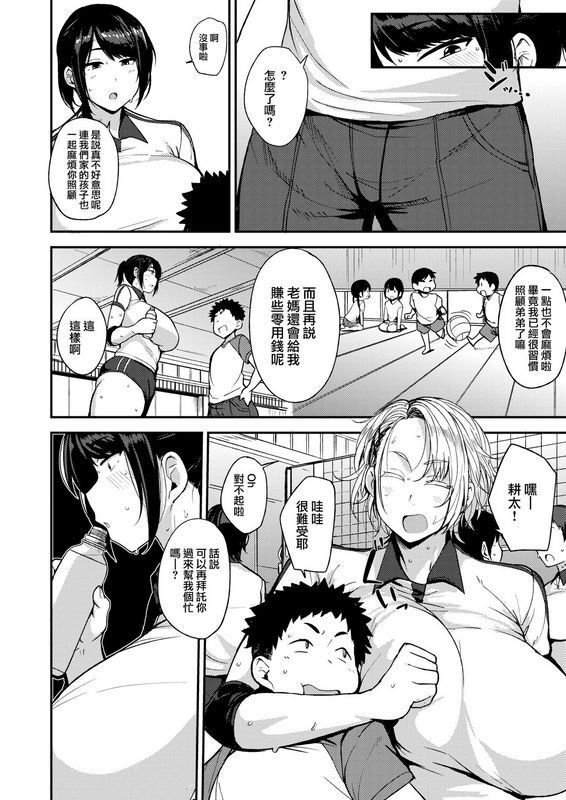 ?
怎麼了嗎?
啊
沒事啦
是說真不好意思呢
連我們家的孩子也
一起麻煩你照顧
一點也不會麻煩啦
畢竟我已經很習慣
照顧弟弟了嘛
而且再說
老媽還會給我
賺些零用錢呢
這
這樣啊
嘿—
耕太!
哇哇
很難受耶
Oh
對不起啦
話說
可以再拜託你
過來幫我個忙
嗎—?